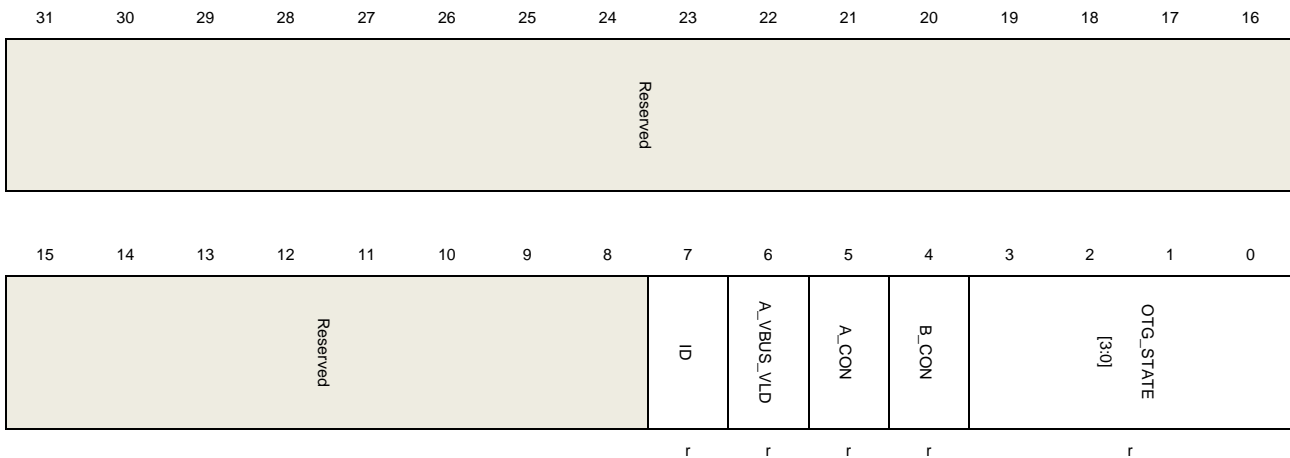 31 30 29 28 27 26 25 24 23 22 21 20 19 18 17 16
Reserved
15 14 13 12 11 10 9 8 7 6 5 4 3 2 1 0
Reserved
ID
A_VBUS_VLD
A_CON
B_CON
OTG_STATE
[3:0]
r r r r r